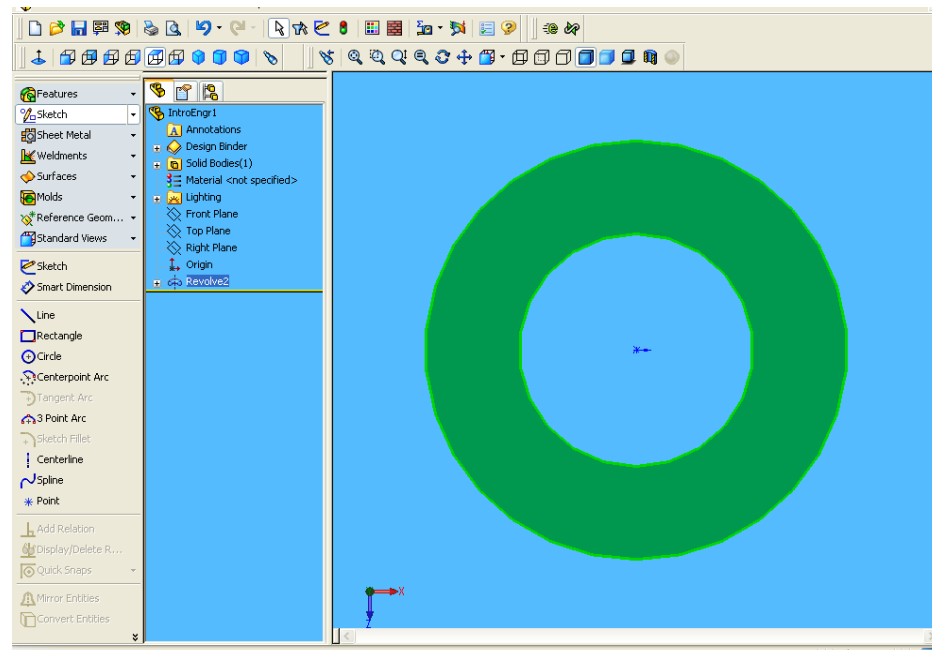 Features
Sketch
Sheet Metal
Weldments
Surfaces
Molds
Reference Geom...
Standard Views
Sketch
Smart Dimension
Line
Rectangle
Circle
Centerpoint Arc
Tangent Arc
3 Point Arc
Sketch Fillet
Centerline
Spline
Point
Add Relation
Display/Delete R...
Quick Snaps
Mirror Entities
Convert Entities
IntroEngr1
A Annotations
Design Binder
Solid Bodies(1)
Material <not specified>
Lighting
Front Plane
Top Plane
Right Plane
Origin
Revolve2
X
Z